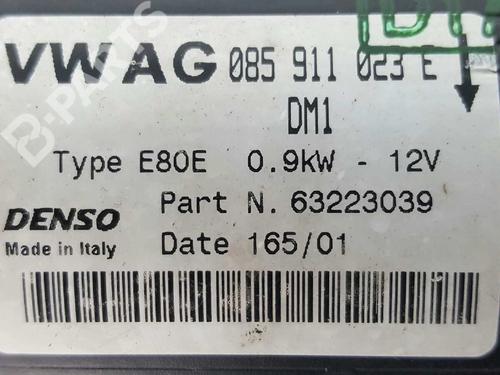 VWAG 085 911 023 E
DM1
Type E80E 0.9kW - 12V
DENSO Part N. 63223039
Made in Italy Date 165/01
B-PARTS